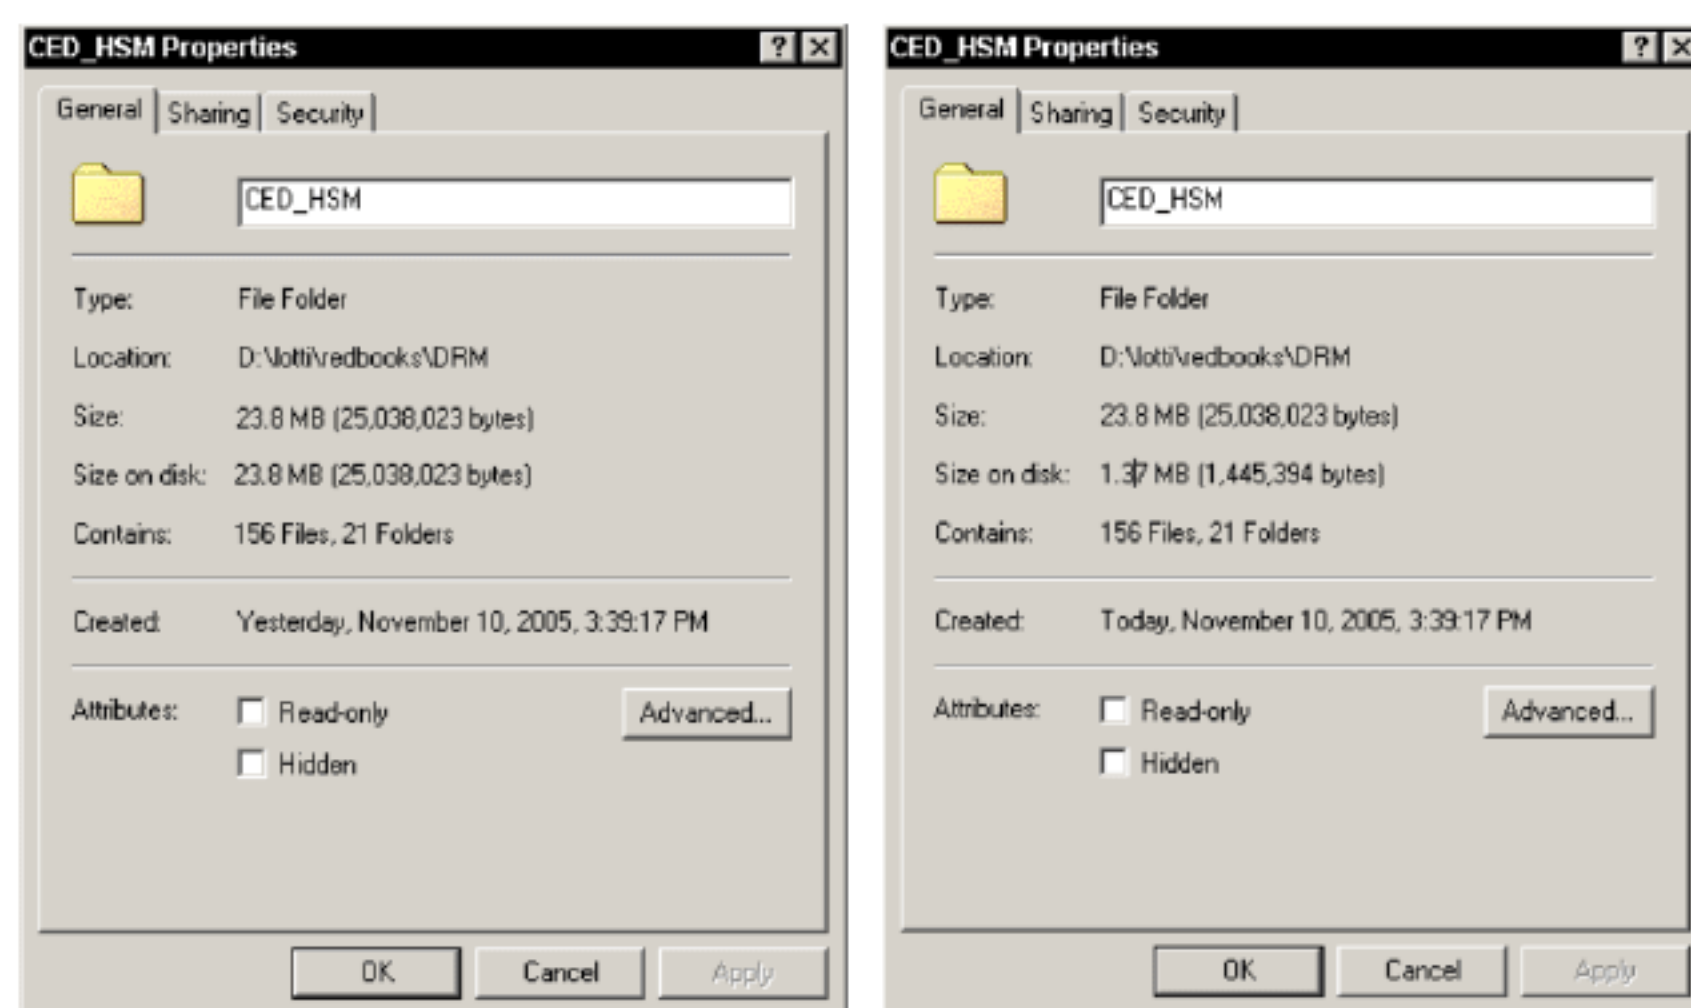 CED_HSM Properties
General Sharing Security
CED_HSM
Type: File Folder
Location: D:\lotti\redbooks\DRM
Size: 23.8 MB (25,038,023 bytes)
Size on disk: 23.8 MB (25,038,023 bytes)
Contains: 156 Files, 21 Folders
Created: Yesterday, November 10, 2005, 3:39:17 PM
Attributes: Read-only Advanced...
Hidden
OK Cancel Apply
CED_HSM Properties
General Sharing Security
CED_HSM
Type: File Folder
Location: D:\lotti\redbooks\DRM
Size: 23.8 MB (25,038,023 bytes)
Size on disk: 1.37 MB (1,445,394 bytes)
Contains: 156 Files, 21 Folders
Created: Today, November 10, 2005, 3:39:17 PM
Attributes: Read-only Advanced...
Hidden
OK Cancel Apply